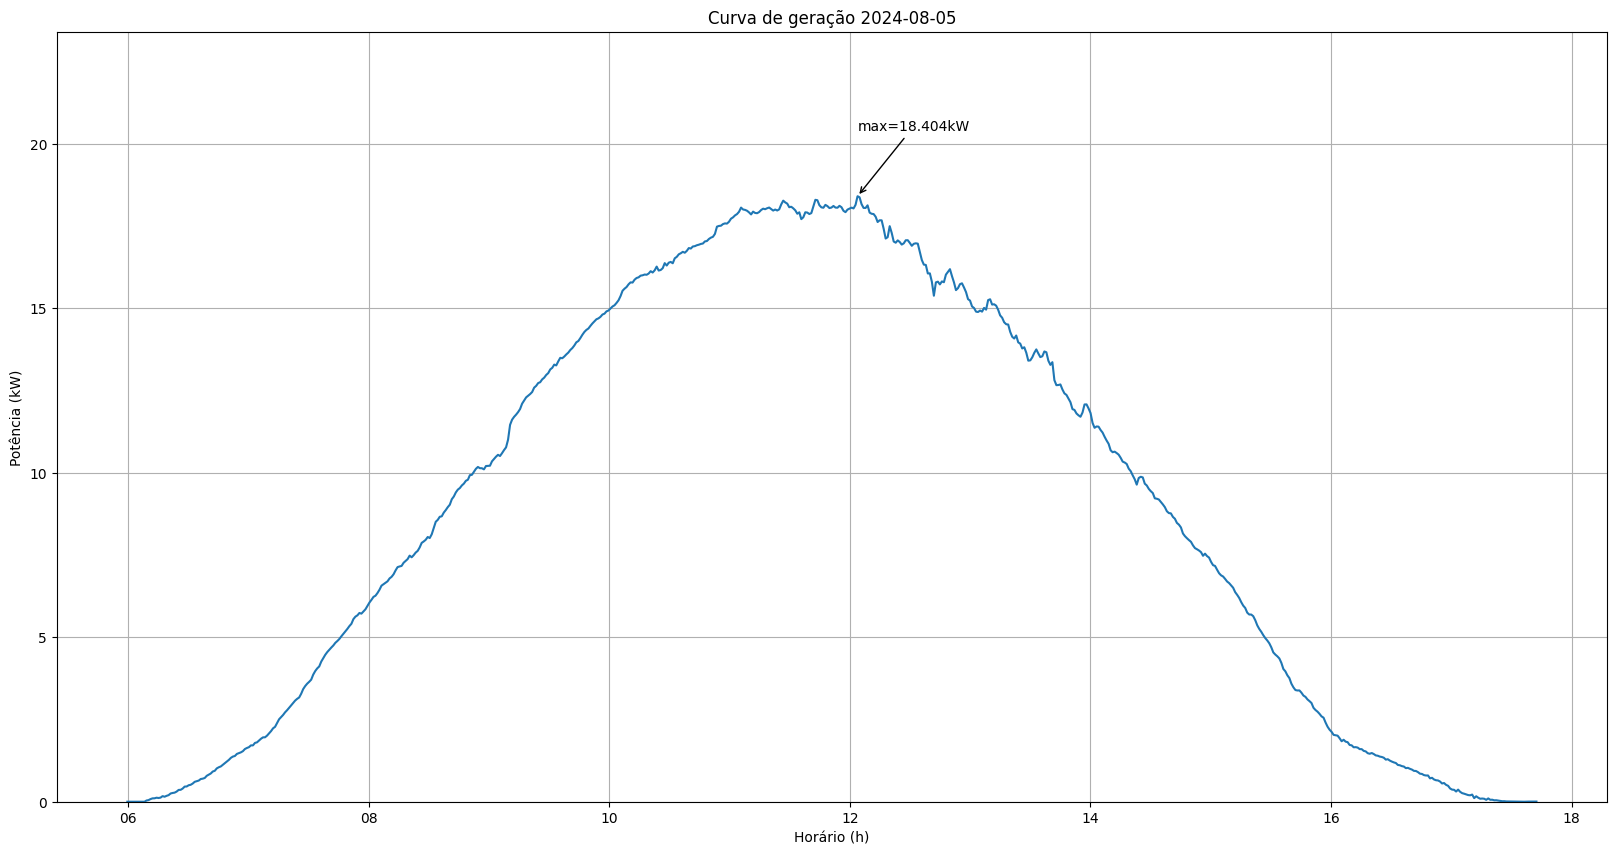 Curva de geração 2024-08-05
max=18.404kW
20
15
10
5
0
Potência (kW)
06 08 10 12 14 16 18
Horário (h)